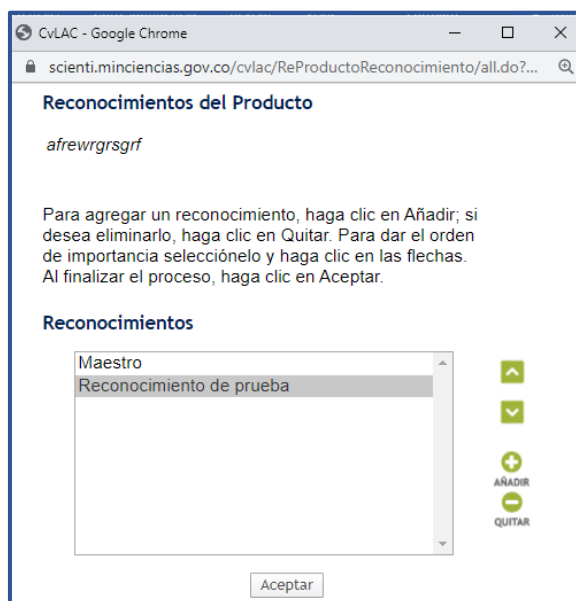 CvLAC - Google Chrome
scienti.minciencias.gov.co/cvlac/ReProductoReconocimiento/all.do?...
Reconocimientos del Producto
afrewrgrsgrf
Para agregar un reconocimiento, haga clic en Añadir; si
desea eliminarlo, haga clic en Quitar. Para dar el orden
de importancia selecciónelo y haga clic en las flechas.
Al finalizar el proceso, haga clic en Aceptar.
Reconocimientos
Maestro
Reconocimiento de prueba
AÑADIR
QUITAR
Aceptar